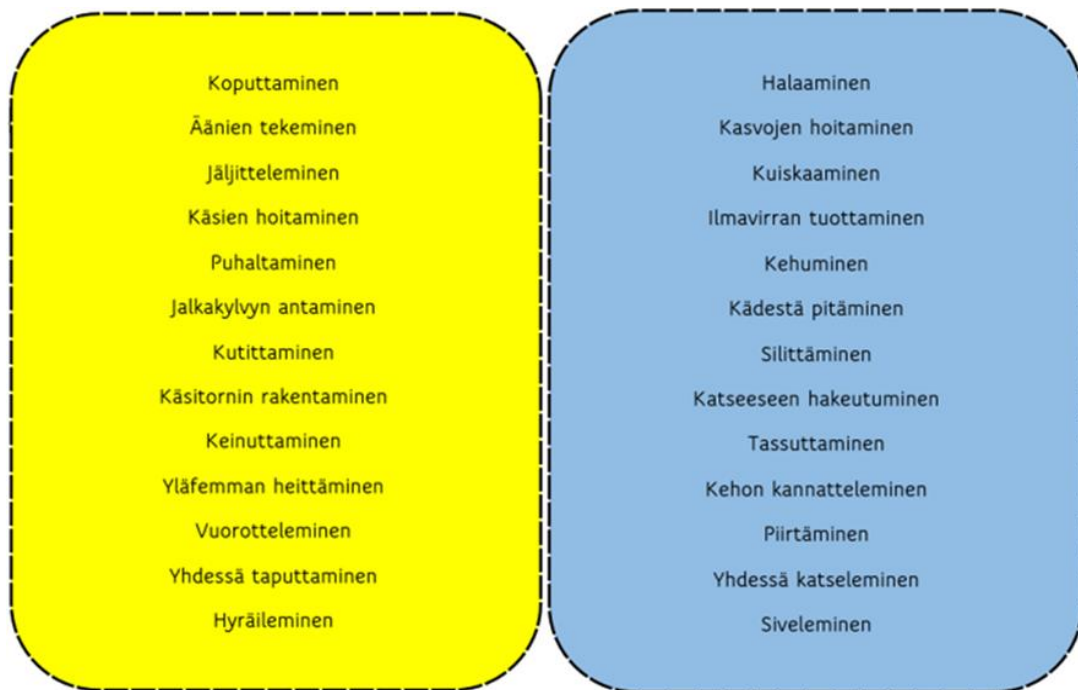 Koputtaminen
Äänien tekeminen
Jäljitteleminen
Käsien hoitaminen
Puhaltaminen
Jalkakylvyn antaminen
Kutittaminen
Käsitornin rakentaminen
Keinuttaminen
Yläfemman heittäminen
Vuorotteleminen
Yhdessä taputtaminen
Hyräileminen
Halaaminen
Kasvojen hoitaminen
Kuiskaaminen
Ilmavirran tuottaminen
Kehuminen
Kädestä pitäminen
Silittäminen
Katseeseen hakeutuminen
Tassuttaminen
Kehon kannatteleminen
Piirtäminen
Yhdessä katseleminen
Siveleminen